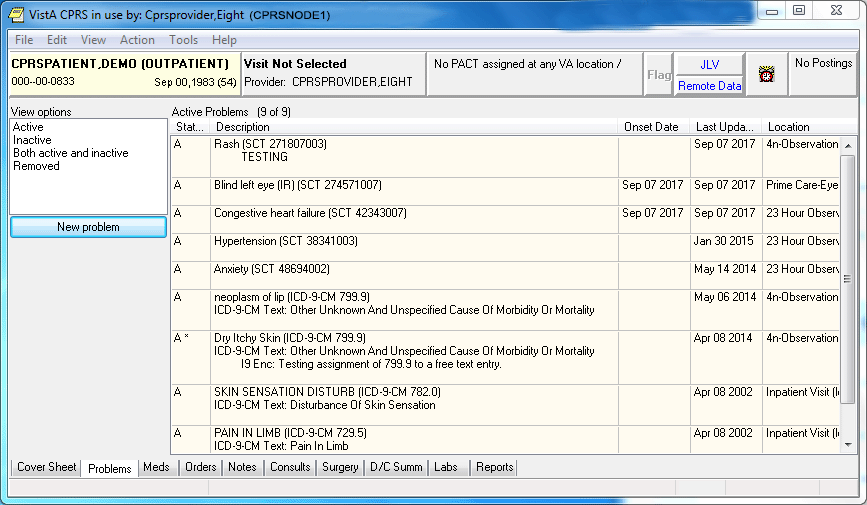 VistA CPRS in use by: Cprsprovider,Eight (CPRSNODE1)
File Edit View Action Tools Help
CPRSPATIENT,DEMO (OUTPATIENT) Visit Not Selected No PACT assigned at any VA location / Flag JLV No Postings
000--00-0833 Sep 00,1983 (54) Provider: CPRSPROVIDER,EIGHT Remote Data
View options Active Problems (9 of 9)
Active
Inactive
Both active and inactive
Removed
New problem
Stat... Description Onset Date Last Upda... Location
A Rash (SCT 271807003) Sep 07 2017 4n-Observation
TESTING
A Blind left eye (IR) (SCT 274571007) Sep 07 2017 Sep 07 2017 Prime Care-Eye
A Congestive heart failure (SCT 42343007) Sep 07 2017 Sep 07 2017 23 Hour Observ
A Hypertension (SCT 38341003) Jan 30 2015 23 Hour Observ
A Anxiety (SCT 48694002) May 14 2014 23 Hour Observ
A neoplasm of lip (ICD-9-CM 799.9) May 06 2014 4n-Observation
ICD-9-CM Text: Other Unknown And Unspecified Cause Of Morbidity Or Mortality
A * Dry Itchy Skin (ICD-9-CM 799.9) Apr 08 2014 4n-Observation
ICD-9-CM Text: Other Unknown And Unspecified Cause Of Morbidity Or Mortality
I9 Enc: Testing assignment of 799.9 to a free text entry.
A SKIN SENSATION DISTURB (ICD-9-CM 782.0) Apr 08 2002 Inpatient Visit (l
ICD-9-CM Text: Disturbance Of Skin Sensation
A PAIN IN LIMB (ICD-9-CM 729.5) Apr 08 2002 Inpatient Visit (l
ICD-9-CM Text: Pain In Limb
Cover Sheet Problems Meds Orders Notes Consults Surgery D/C Summ Labs Reports